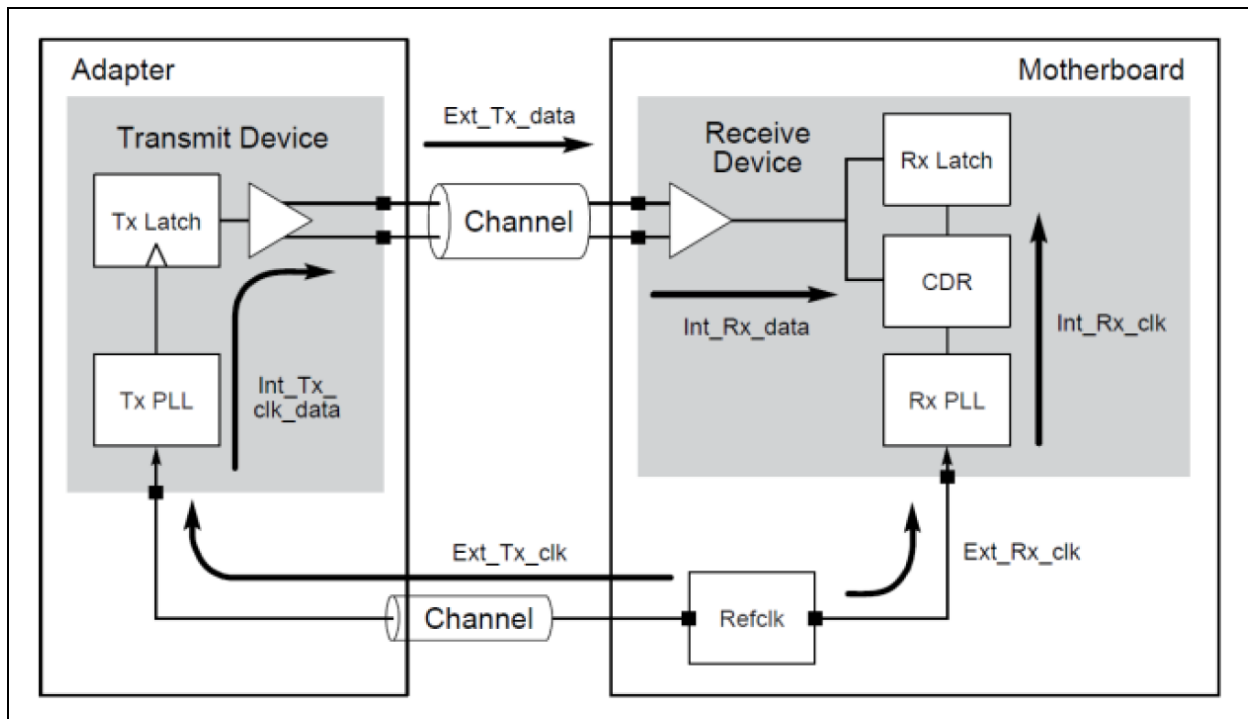 Adapter
Motherboard
Ext_Tx_data
Transmit Device
Receive
Device
Tx Latch
Channel
Rx Latch
CDR
Int_Rx_data
Int_Rx_clk
Tx PLL
Int_Tx_
clk_data
Rx PLL
Ext_Tx_clk
Ext_Rx_clk
Channel
Refclk